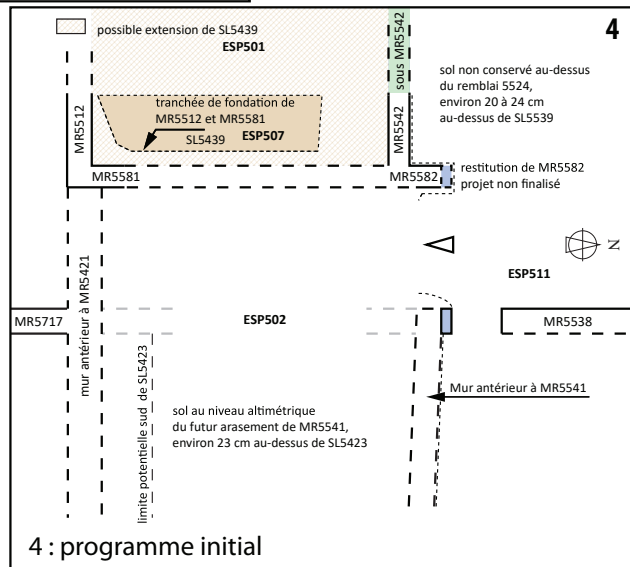 4
possible extension de SL5439
ESP501
sous MR5542
sol non conservé au-dessus
du remblai 5524,
environ 20 à 24 cm
au-dessus de SL5539
MR5512
tranchée de fondation de
MR5512 et MR5581
SL5439
ESP507
MR5542
MR5581
MR5582
restitution de MR5582
projet non finalisé
N
ESP511
mur antérieur à MR5421
MR5717
ESP502
MR5538
limite potentielle sud de SL5423
Mur antérieur à MR5541
sol au niveau altimétrique
du futur arasement de MR5541,
environ 23 cm au-dessus de SL5423
4 : programme initial